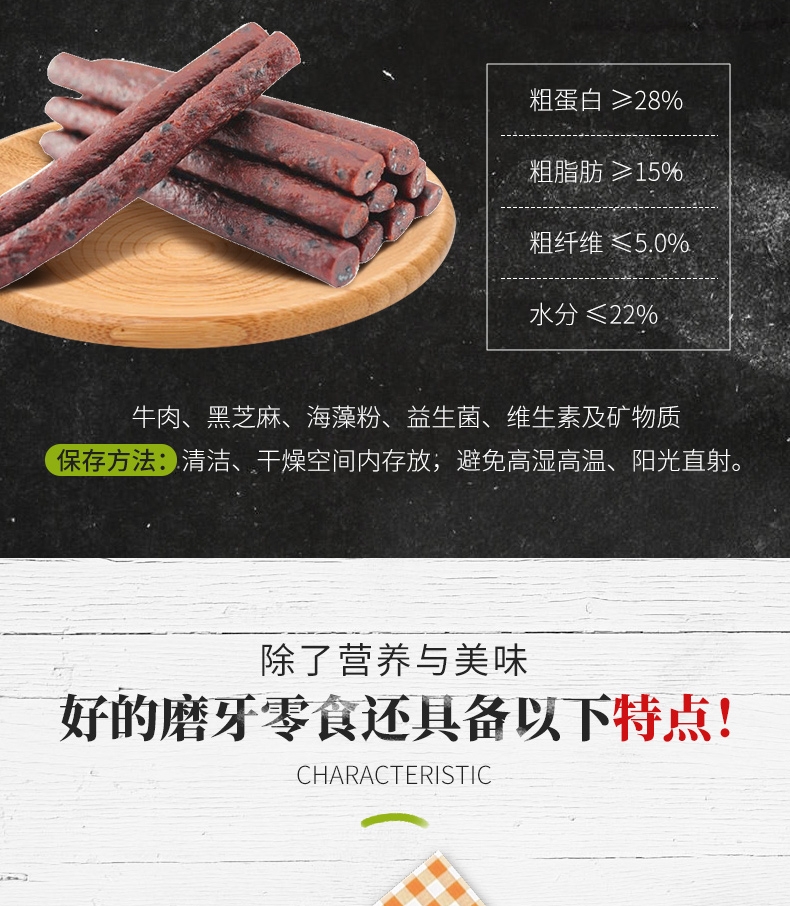 粗蛋白 ≥28%
粗脂肪 ≥15%
粗纤维 ≤5.0%
水分 ≤22%
牛肉、黑芝麻、海藻粉、益生菌、维生素及矿物质
保存方法：清洁、干燥空间内存放；避免高湿高温、阳光直射。
除了营养与美味
好的磨牙零食还具备以下特点！
CHARACTERISTIC